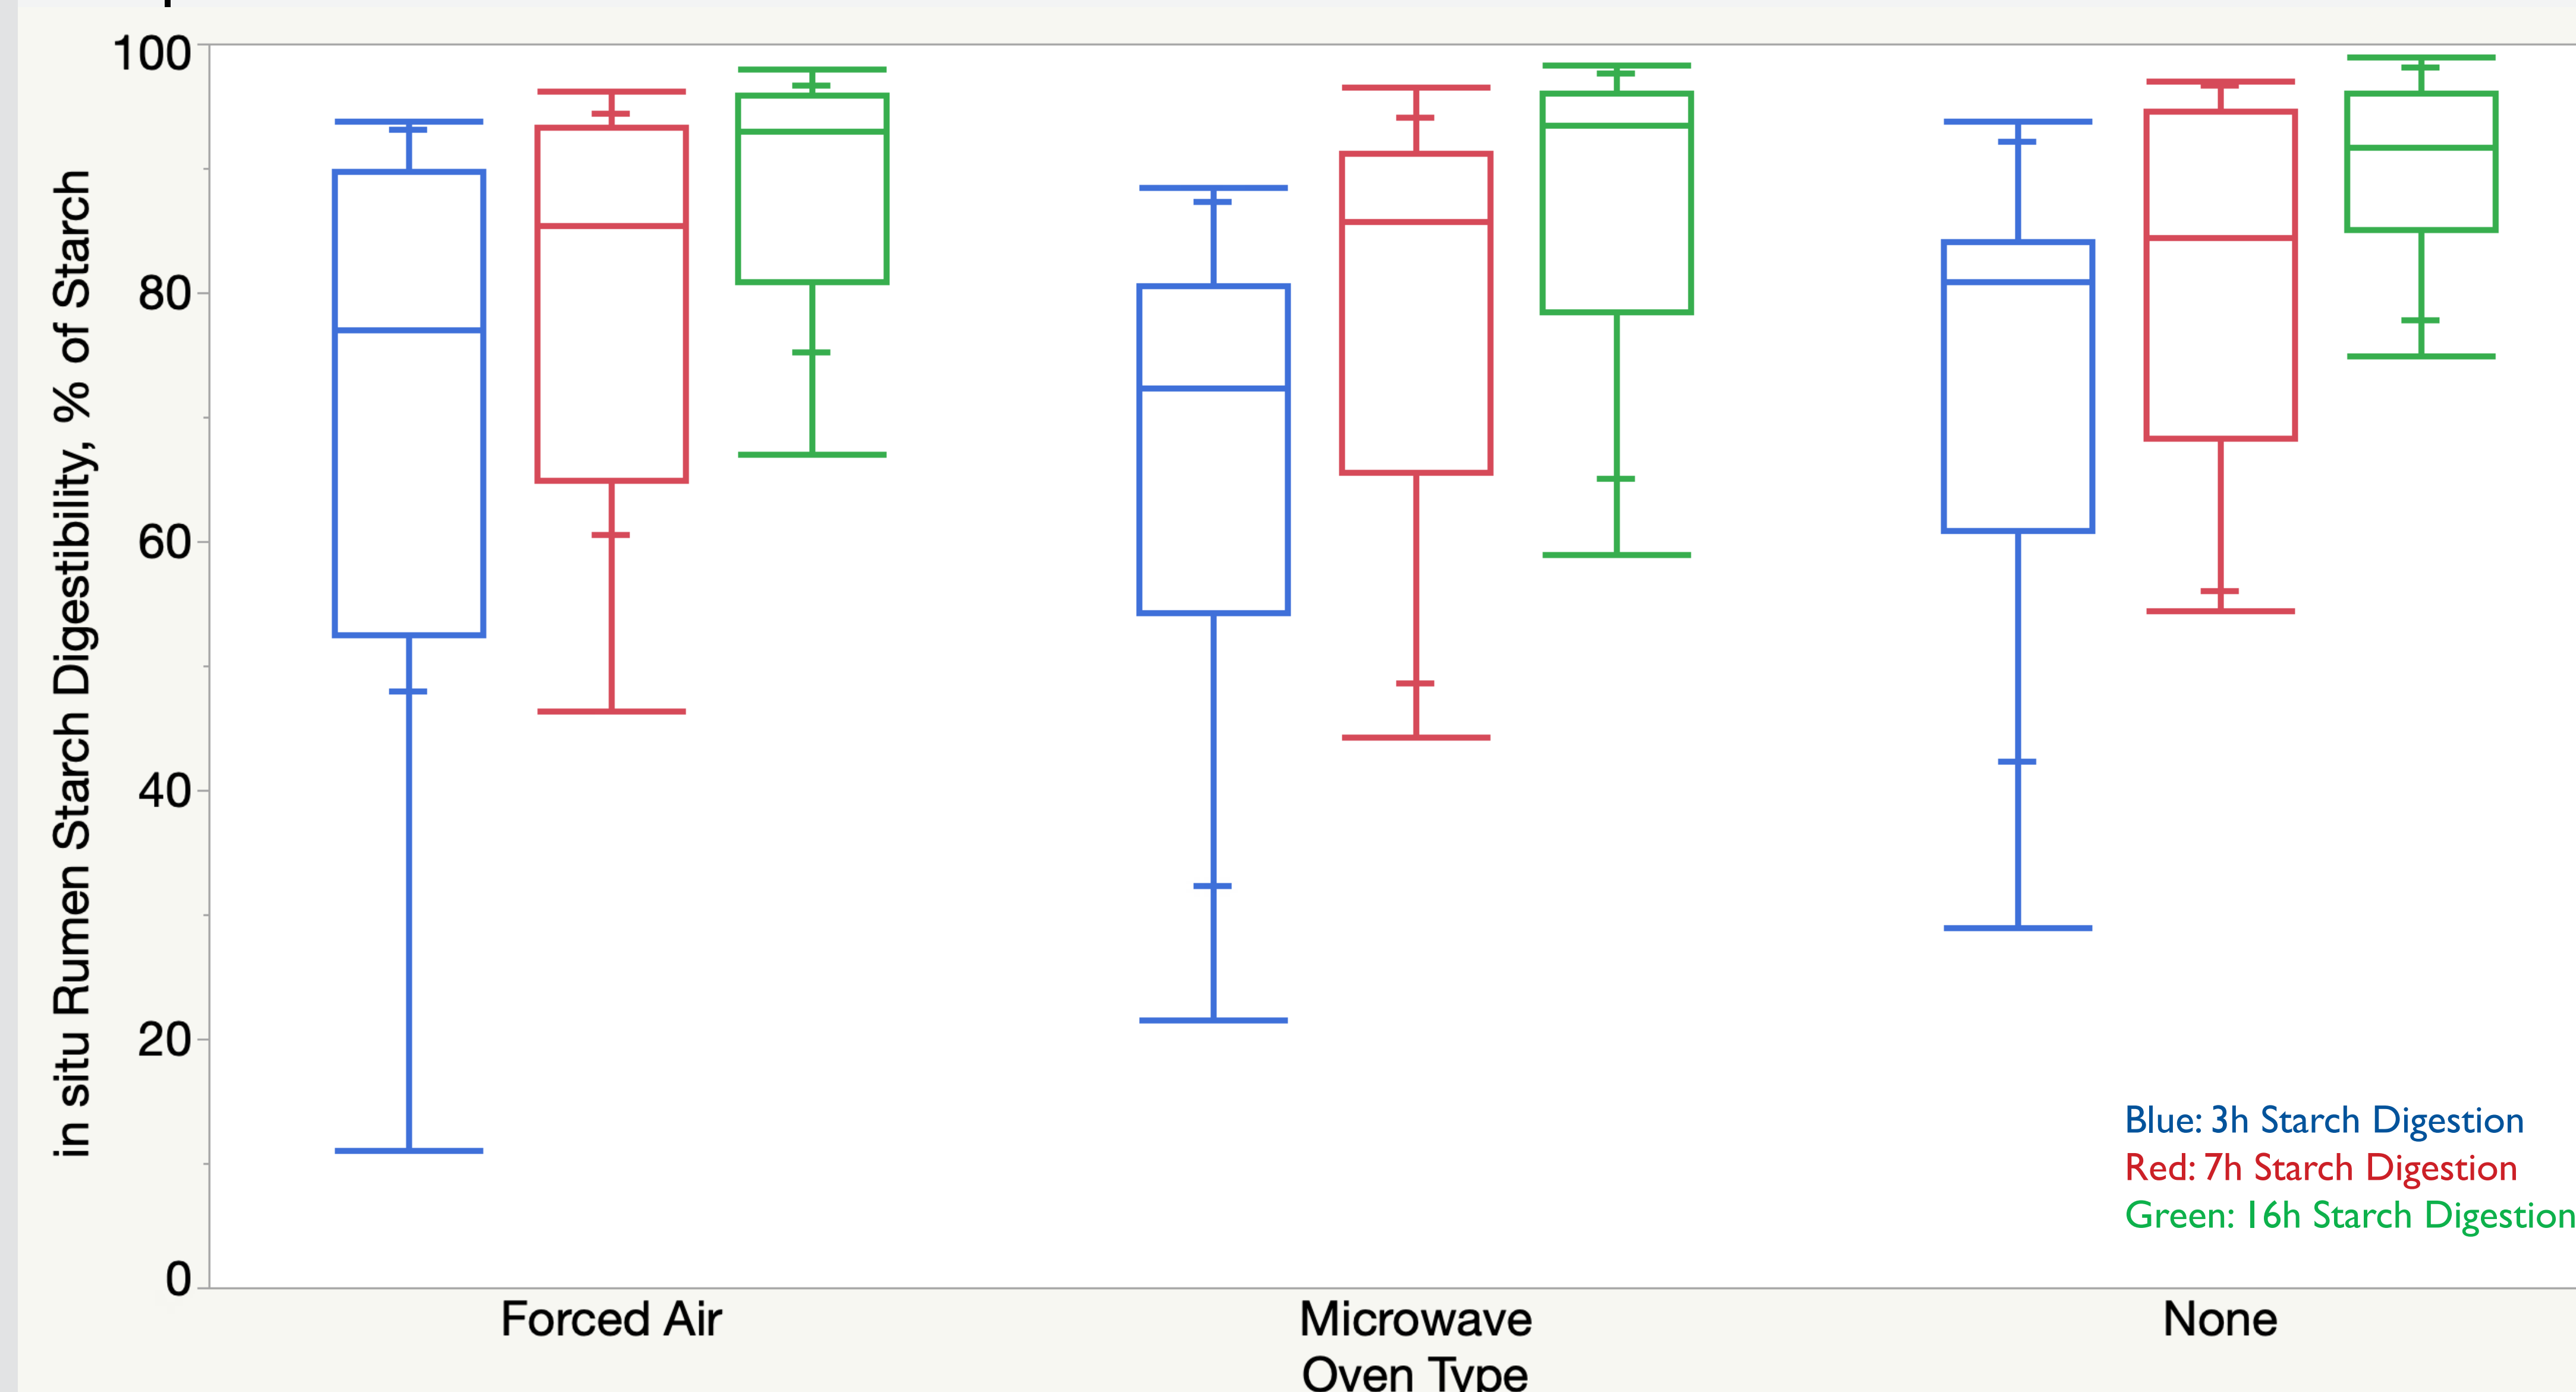 100
80
60
40
20
0
in situ Rumen Starch Digestibility, % of Starch
Blue: 3h Starch Digestion
Red: 7h Starch Digestion
Green: 16h Starch Digestion
Forced Air
Microwave
None
Oven Type